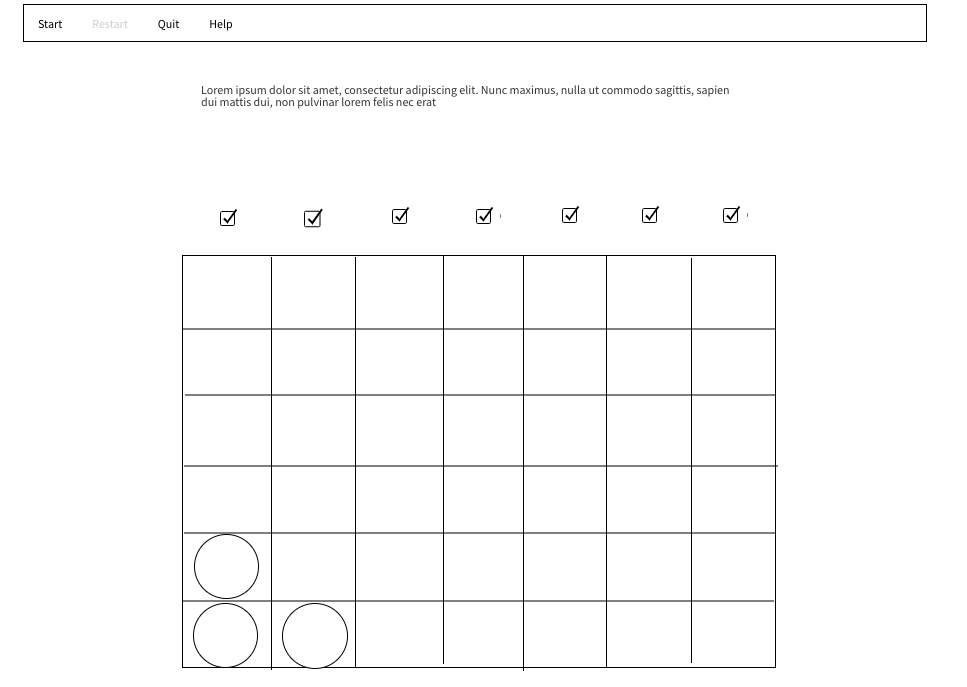 Start Restart Quit Help
Lorem ipsum dolor sit amet, consectetur adipiscing elit. Nunc maximus, nulla ut commodo sagittis, sapien
dui mattis dui, non pulvinar lorem felis nec erat